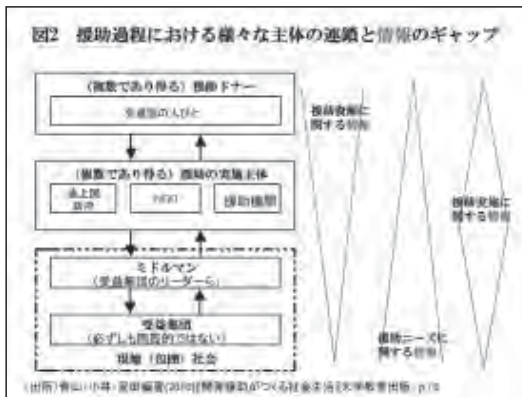 図2 援助過程における様々な主体の連鎖と情報のギャップ
(複数であり得る)援助ドナー
先進国の人びと
(複数であり得る)援助の実施主体
途上国
政府
NGO
援助機関
ミドルマン
(受益集団のリーダーら)
受益集団
(必ずしも同質的ではない)
現地(包摂)社会
援助資源に
関する情報
援助実施に
関する情報
援助ニーズに
関する情報
(出所)青山・小井・
編著(2010)『開発援助がつくる社会生活』大学教育出版、p.